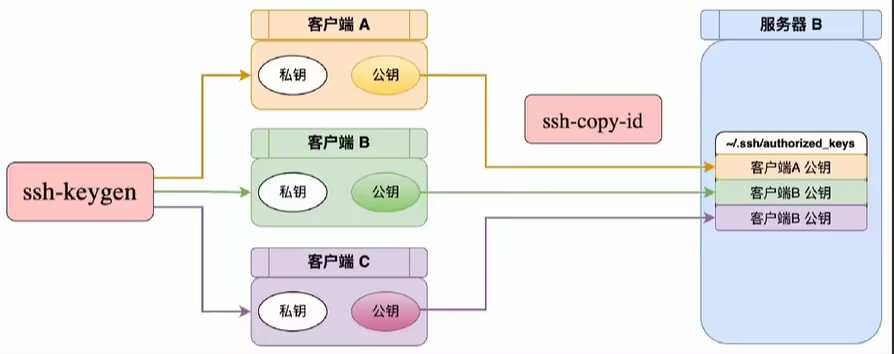 客户端 A
服务器 B
私钥
公钥
ssh-copy-id
客户端 B
~/.ssh/authorized_keys
客户端A 公钥
ssh-keygen
私钥
公钥
客户端B 公钥
客户端B 公钥
客户端 C
私钥
公钥